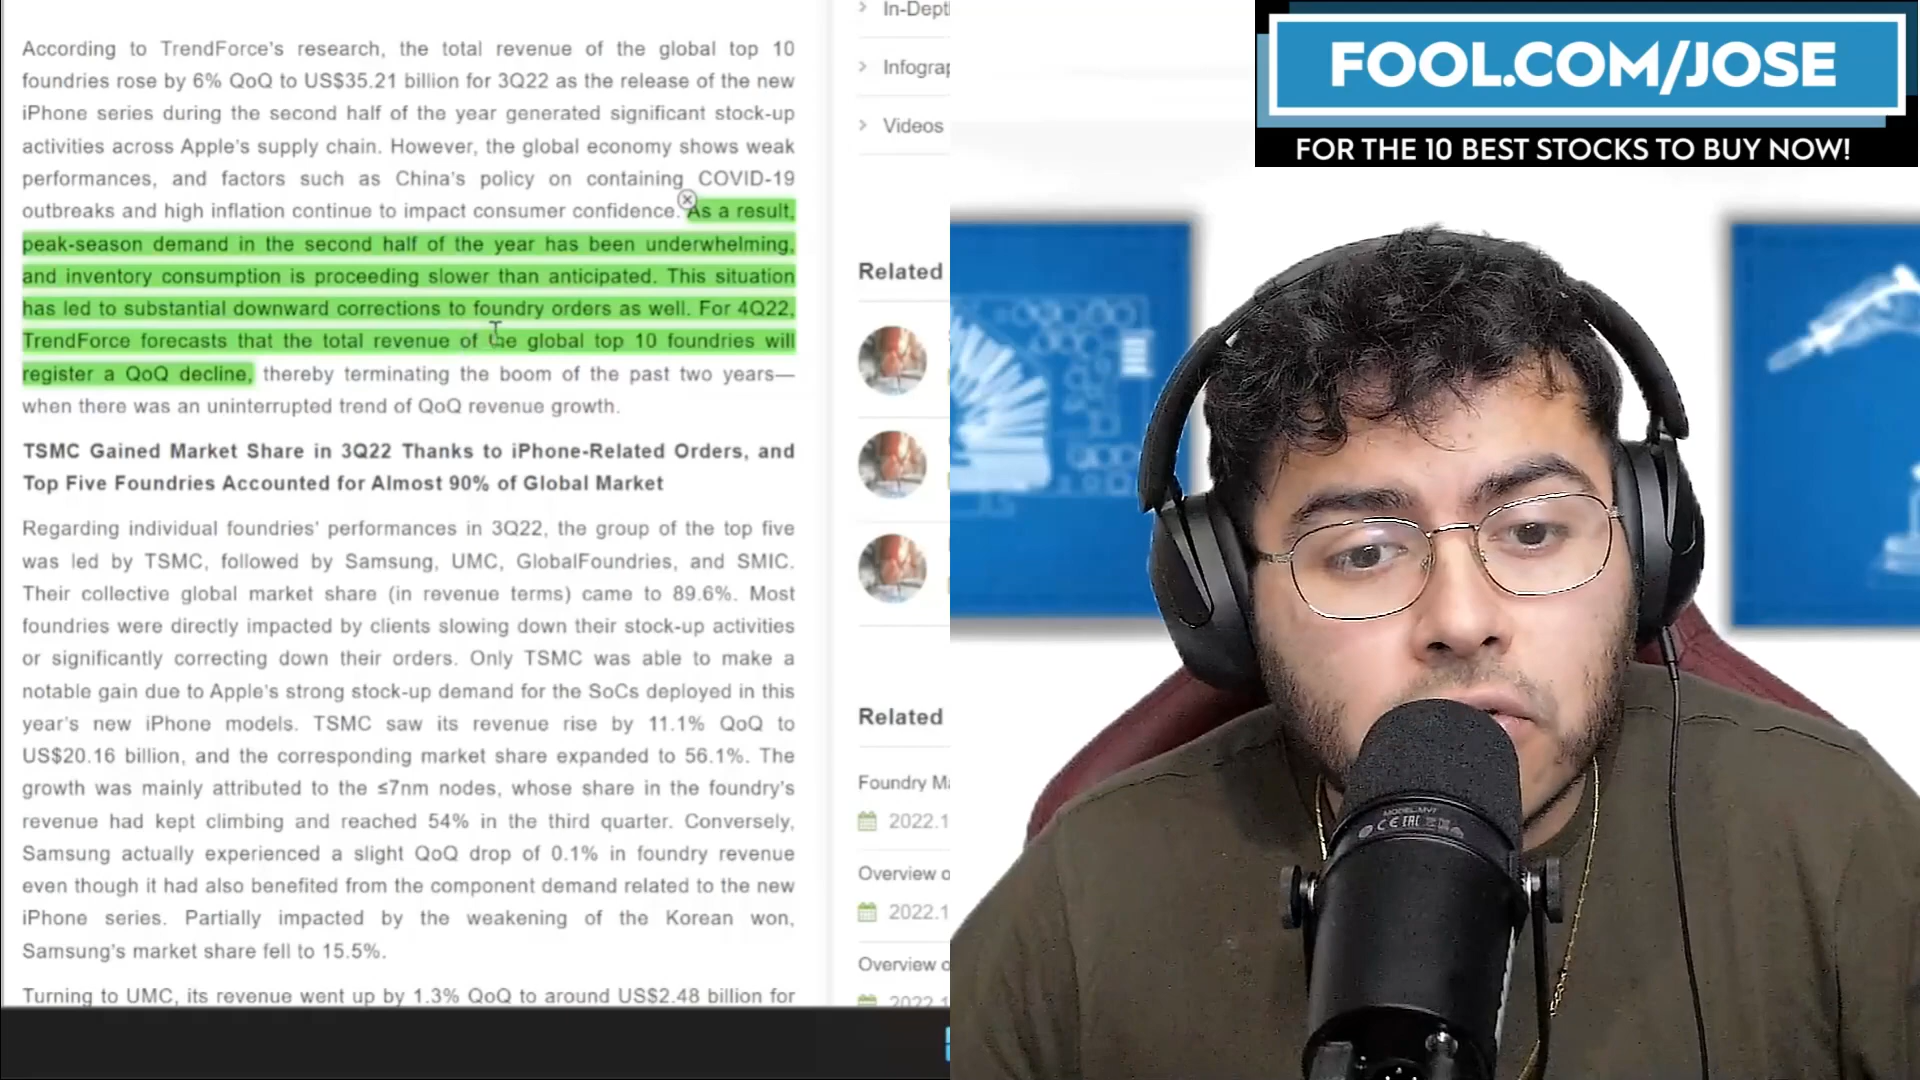 According to TrendForce's research, the total revenue of the global top 10
foundries rose by 6% QoQ to US$35.21 billion for 3Q22 as the release of the new
iPhone series during the second half of the year generated significant stock-up
activities across Apple's supply chain. However, the global economy shows weak
performances, and factors such as China's policy on containing COVID-19
outbreaks and high inflation continue to impact consumer confidence. As a result,
peak-season demand in the second half of the year has been underwhelming,
and inventory consumption is proceeding slower than anticipated. This situation
has led to substantial downward corrections to foundry orders as well. For 4Q22,
TrendForce forecasts that the total revenue of the global top 10 foundries will
register a QoQ decline, thereby terminating the boom of the past two years—
when there was an uninterrupted trend of QoQ revenue growth.
TSMC Gained Market Share in 3Q22 Thanks to iPhone-Related Orders, and
Top Five Foundries Accounted for Almost 90% of Global Market
Regarding individual foundries' performances in 3Q22, the group of the top five
was led by TSMC, followed by Samsung, UMC, GlobalFoundries, and SMIC.
Their collective global market share (in revenue terms) came to 89.6%. Most
foundries were directly impacted by clients slowing down their stock-up activities
or significantly correcting down their orders. Only TSMC was able to make a
notable gain due to Apple's strong stock-up demand for the SoCs deployed in this
year's new iPhone models. TSMC saw its revenue rise by 11.1% QoQ to
US$20.16 billion, and the corresponding market share expanded to 56.1%. The
growth was mainly attributed to the ≤7nm nodes, whose share in the foundry's
revenue had kept climbing and reached 54% in the third quarter. Conversely,
Samsung actually experienced a slight QoQ drop of 0.1% in foundry revenue
even though it had also benefited from the component demand related to the new
iPhone series. Partially impacted by the weakening of the Korean won,
Samsung's market share fell to 15.5%.
Turning to UMC, its revenue went up by 1.3% QoQ to around US$2.48 billion for
In-Dept
Infograp
Videos
Related
Related
Foundry Ma
2022.1
Overview o
2022.1
Overview o
2022.1
FOOL.COM/JOSE
FOR THE 10 BEST STOCKS TO BUY NOW!